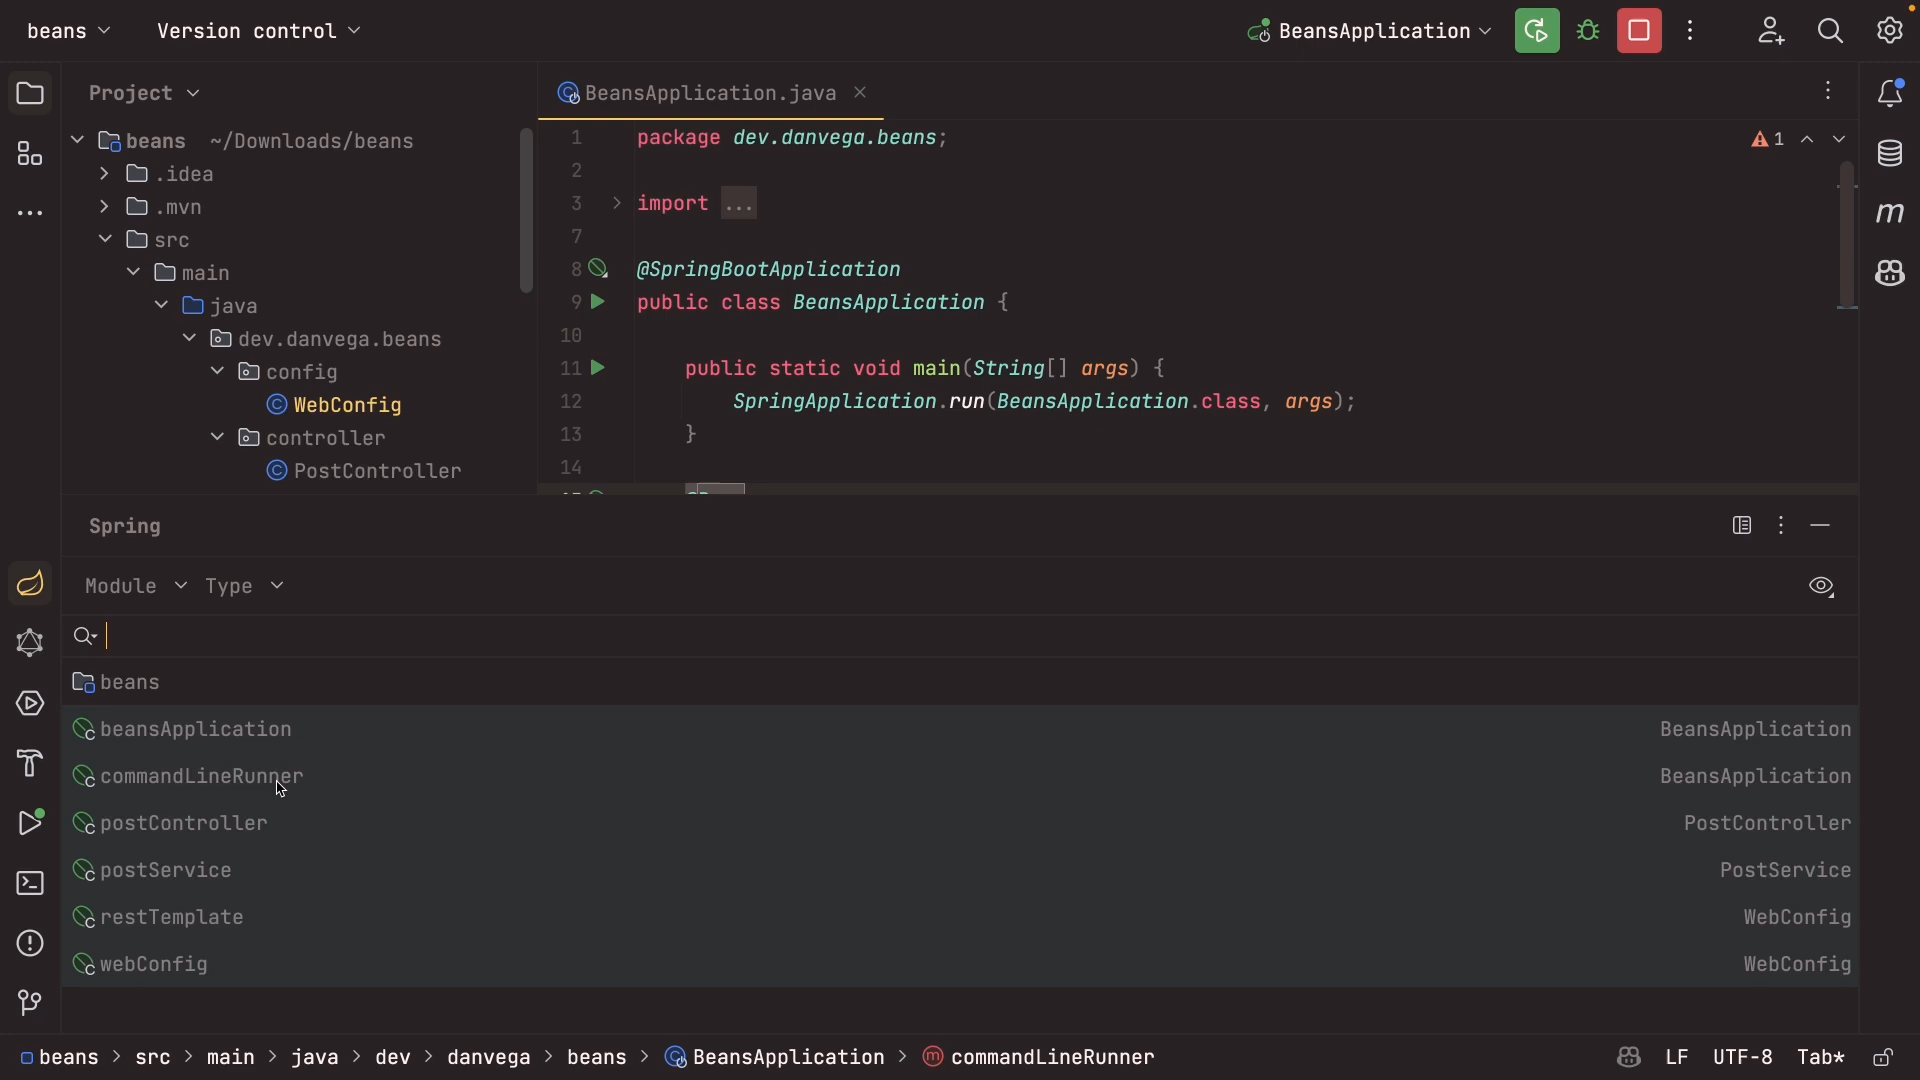 beans
Version control
BeansApplication
Project
BeansApplication.java
beans ~/Downloads/beans
.idea
.mvn
src
main
java
dev.danvega.beans
config
WebConfig
controller
PostController
1 package dev.danvega.beans;
2
3 import ...
7
8 @SpringBootApplication
9 public class BeansApplication {
10
11 public static void main(String[] args) {
12 SpringApplication.run(BeansApplication.class, args);
13 }
14
1
Spring
Module Type
beans
beansApplication BeansApplication
commandLineRunner BeansApplication
postController PostController
postService PostService
restTemplate WebConfig
webConfig WebConfig
beans > src > main > java > dev > danvega > beans > BeansApplication > commandLineRunner
LF UTF-8 Tab*